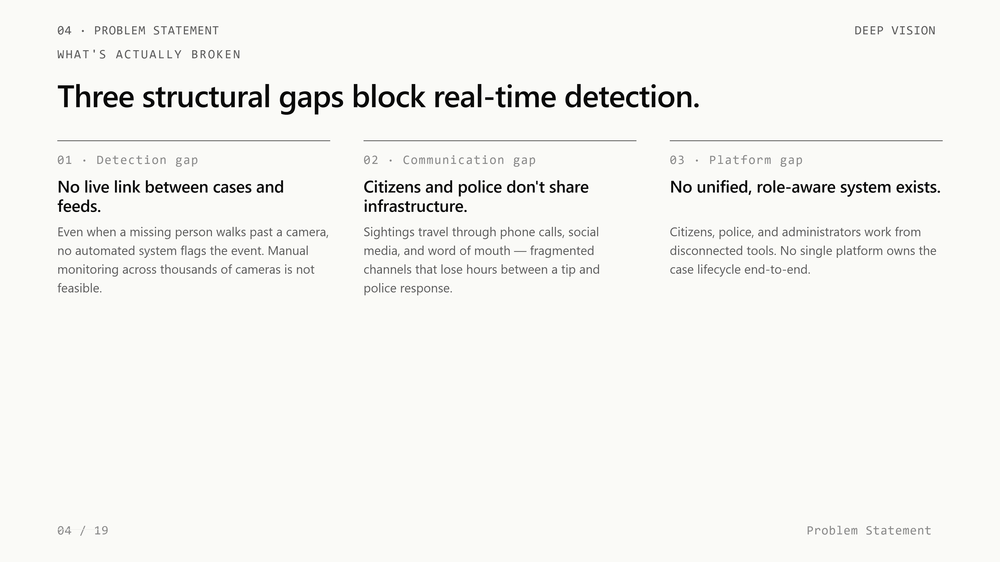 04 · PROBLEM STATEMENT
DEEP VISION
WHAT'S ACTUALLY BROKEN
Three structural gaps block real-time detection.
01 · Detection gap
No live link between cases and
feeds.
Even when a missing person walks past a camera,
no automated system flags the event. Manual
monitoring across thousands of cameras is not
feasible.
02 · Communication gap
Citizens and police don't share
infrastructure.
Sightings travel through phone calls, social
media, and word of mouth — fragmented
channels that lose hours between a tip and
police response.
03 · Platform gap
No unified, role-aware system exists.
Citizens, police, and administrators work from
disconnected tools. No single platform owns the
case lifecycle end-to-end.
04 / 19
Problem Statement